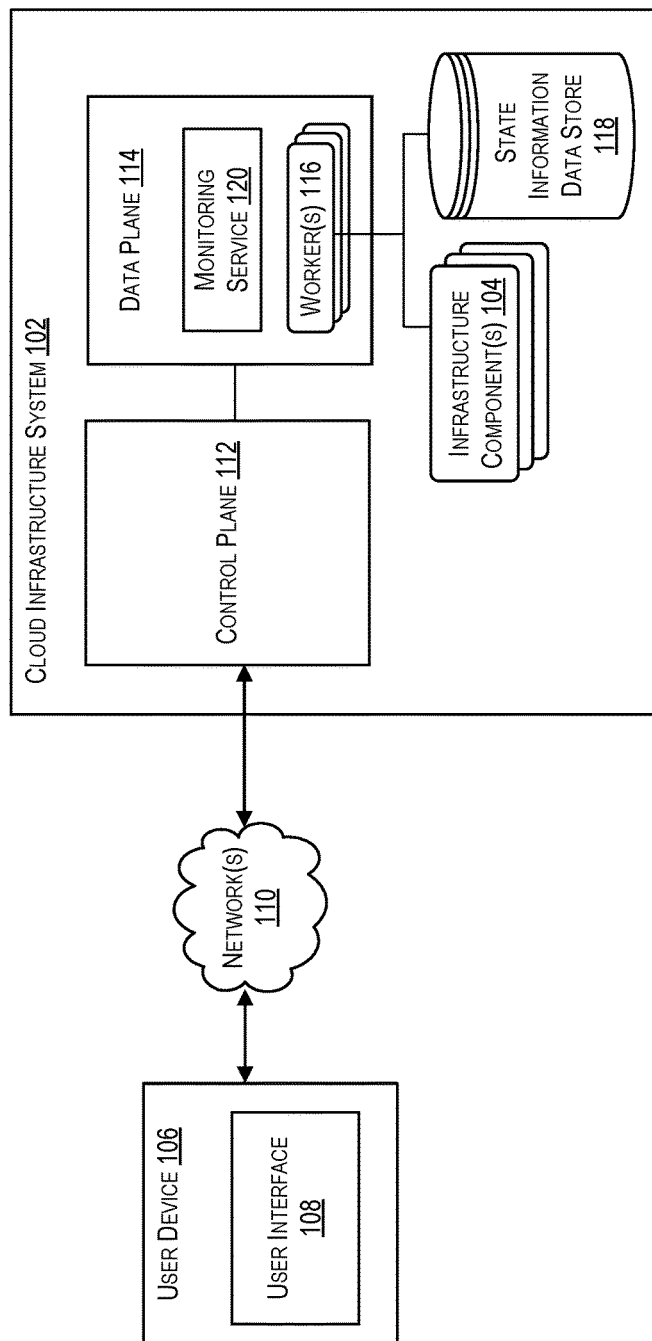 USER DEVICE 106
USER INTERFACE
108
NETWORK(S)
110
CLOUD INFRASTRUCTURE SYSTEM 102
CONTROL PLANE 112
DATA PLANE 114
MONITORING
SERVICE 120
WORKER(S) 116
INFRASTRUCTURE
COMPONENT(S) 104
STATE
INFORMATION
DATA STORE
118